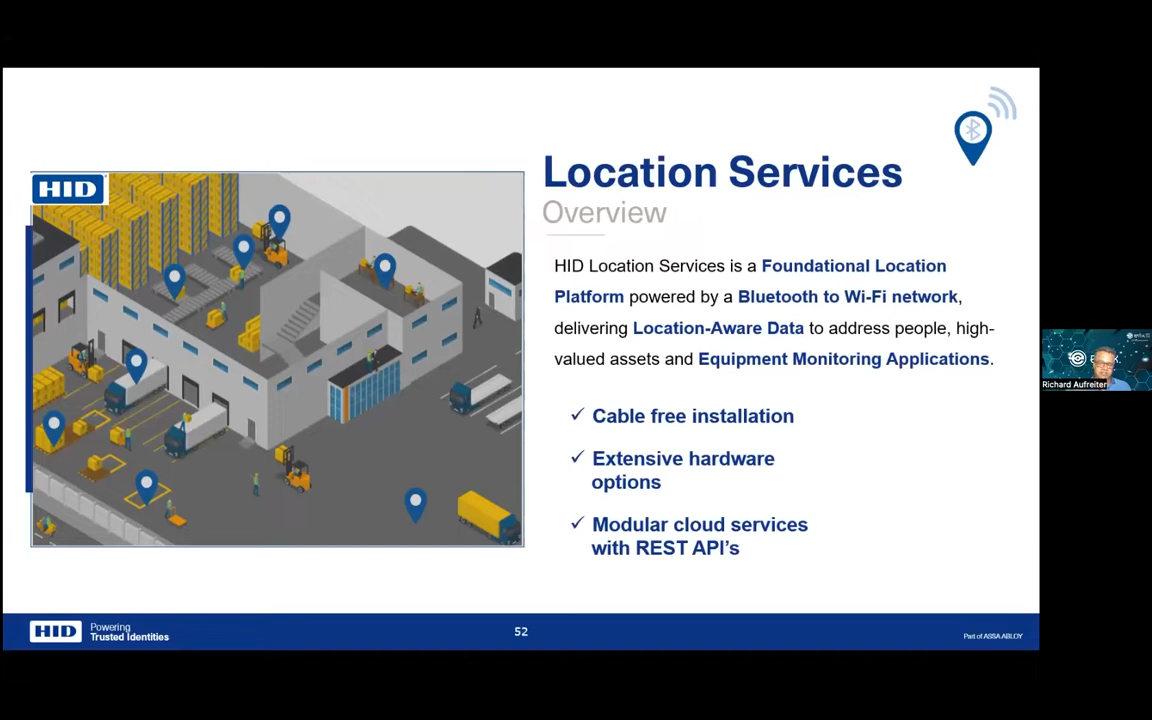 HID
Location Services
Overview
HID Location Services is a Foundational Location
Platform powered by a Bluetooth to Wi-Fi network,
delivering Location-Aware Data to address people, high-
valued assets and Equipment Monitoring Applications.
✓ Cable free installation
✓ Extensive hardware
options
✓ Modular cloud services
with REST API’s
Richard Aufreiter
HID
Powering
Trusted Identities
52
Part of ASSA ABLOY